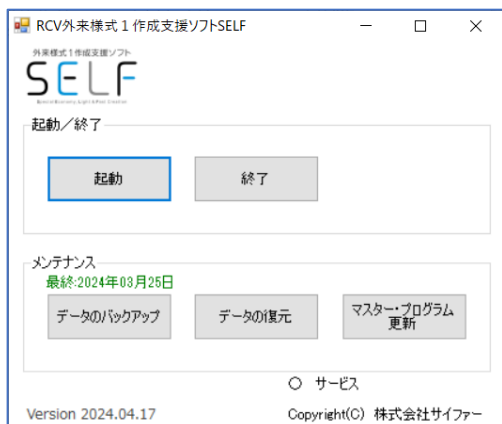 RCV外来様式1作成支援ソフトSELF
外来様式1作成支援ソフト
SELF
起動／終了
起動
終了
メンテナンス
最終:2024年03月25日
データのバックアップ
データの復元
マスター・プログラム
更新
サービス
Version 2024.04.17
Copyright(C) 株式会社サイファー